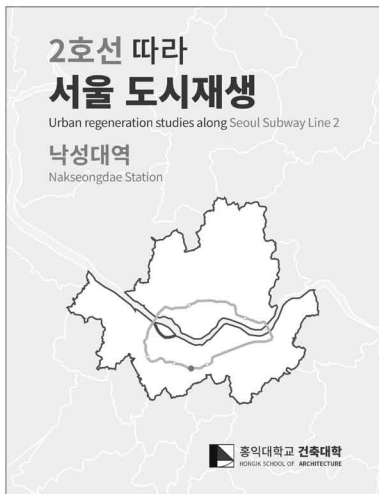 2호선 따라
서울 도시재생
Urban regeneration studies along Seoul Subway Line 2
낙성대역
Nakseongdae Station
홍익대학교 건축대학
HONGIK SCHOOL OF ARCHITECTURE